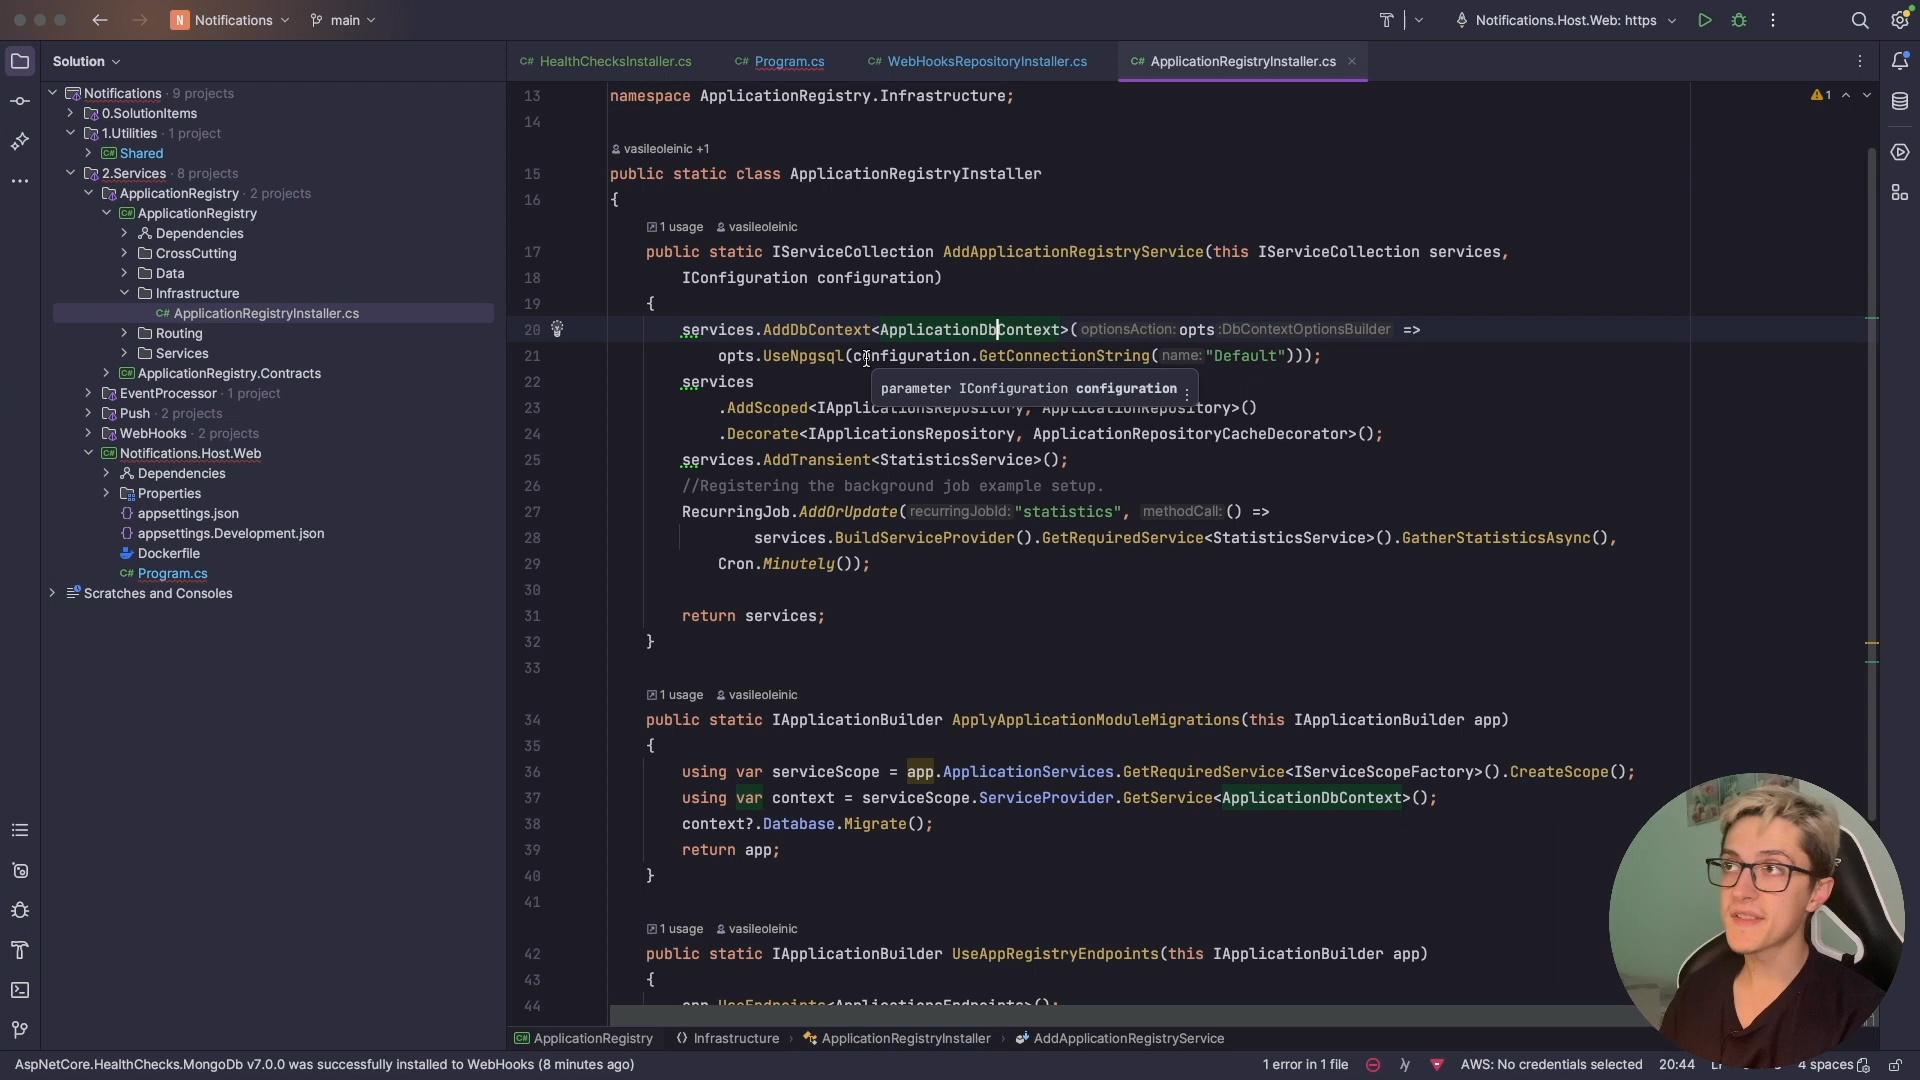 N Notifications
main
Notifications.Host.Web: https
Solution
HealthChecksInstaller.cs
Program.cs
WebHooksRepositoryInstaller.cs
ApplicationRegistryInstaller.cs
Notifications · 9 projects
0.SolutionItems
1.Utilities · 1 project
C# Shared
2.Services · 8 projects
ApplicationRegistry · 2 projects
C# ApplicationRegistry
Dependencies
CrossCutting
Data
Infrastructure
C# ApplicationRegistryInstaller.cs
Routing
Services
C# ApplicationRegistry.Contracts
EventProcessor · 1 project
Push · 2 projects
WebHooks · 2 projects
C# Notifications.Host.Web
Dependencies
Properties
appsettings.json
appsettings.Development.json
Dockerfile
C# Program.cs
Scratches and Consoles
1
13 namespace ApplicationRegistry.Infrastructure;
14
vasileoleinic +1
15 public static class ApplicationRegistryInstaller
16 {
1 usage vasileoleinic
17 public static IServiceCollection AddApplicationRegistryService(this IServiceCollection services,
18 IConfiguration configuration)
19 {
20 services.AddDbContext<ApplicationDbContext>( optionsAction: opts :DbContextOptionsBuilder =>
21 opts.UseNpgsql(configuration.GetConnectionString( name: "Default")));
22 services
parameter IConfiguration configuration
23 .AddScoped<IApplicationsRepository, ApplicationRepository>()
24 .Decorate<IApplicationsRepository, ApplicationRepositoryCacheDecorator>();
25 services.AddTransient<StatisticsService>();
26 //Registering the background job example setup.
27 RecurringJob.AddOrUpdate( recurringJobId: "statistics", methodCall: () =>
28 services.BuildServiceProvider().GetRequiredService<StatisticsService>().GatherStatisticsAsync(),
29 Cron.Minutely());
30
31 return services;
32 }
33
1 usage vasileoleinic
34 public static IApplicationBuilder ApplyApplicationModuleMigrations(this IApplicationBuilder app)
35 {
36 using var serviceScope = app.ApplicationServices.GetRequiredService<IServiceScopeFactory>().CreateScope();
37 using var context = serviceScope.ServiceProvider.GetService<ApplicationDbContext>();
38 context?.Database.Migrate();
39 return app;
40 }
41
1 usage vasileoleinic
42 public static IApplicationBuilder UseAppRegistryEndpoints(this IApplicationBuilder app)
43 {
44 app.UseEndpoints<ApplicationsEndpoints>();
C# ApplicationRegistry Infrastructure › ApplicationRegistryInstaller › AddApplicationRegistryService
AspNetCore.HealthChecks.MongoDb v7.0.0 was successfully installed to WebHooks (8 minutes ago)
1 error in 1 file
AWS: No credentials selected
20:44
4 spaces